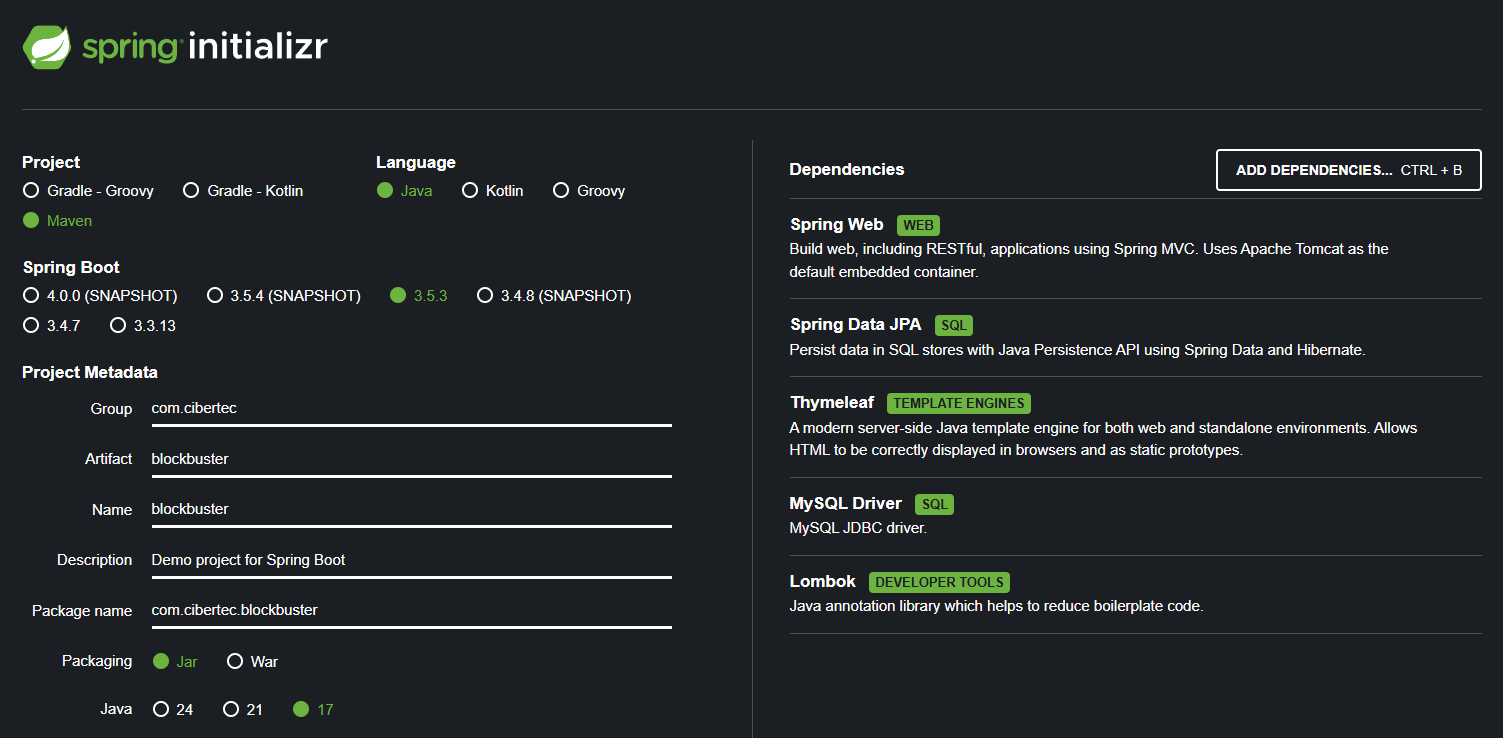 spring initializr
Project
Gradle - Groovy Gradle - Kotlin
Maven
Language
Java Kotlin Groovy
Spring Boot
4.0.0 (SNAPSHOT) 3.5.4 (SNAPSHOT) 3.5.3 3.4.8 (SNAPSHOT)
3.4.7 3.3.13
Project Metadata
Group com.cibertec
Artifact blockbuster
Name blockbuster
Description Demo project for Spring Boot
Package name com.cibertec.blockbuster
Packaging Jar War
Java 24 21 17
Dependencies ADD DEPENDENCIES... CTRL + B
Spring Web WEB
Build web, including RESTful, applications using Spring MVC. Uses Apache Tomcat as the
default embedded container.
Spring Data JPA SQL
Persist data in SQL stores with Java Persistence API using Spring Data and Hibernate.
Thymeleaf TEMPLATE ENGINES
A modern server-side Java template engine for both web and standalone environments. Allows
HTML to be correctly displayed in browsers and as static prototypes.
MySQL Driver SQL
MySQL JDBC driver.
Lombok DEVELOPER TOOLS
Java annotation library which helps to reduce boilerplate code.